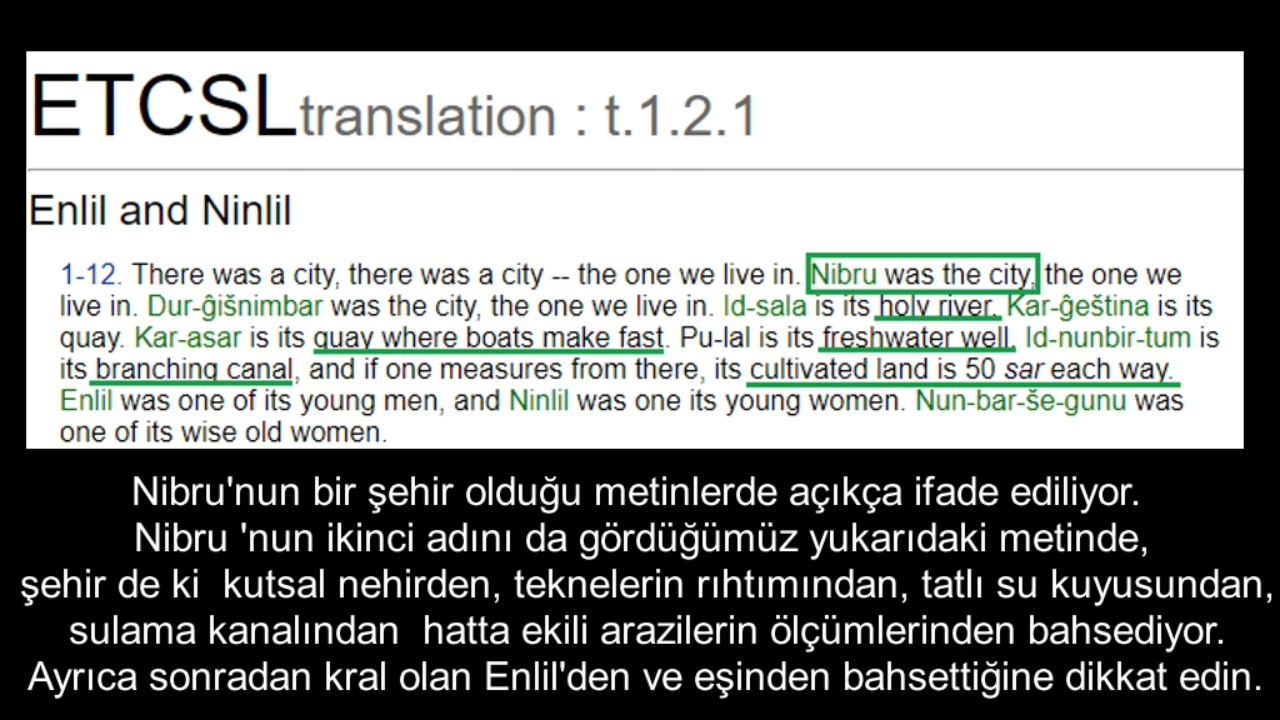 ETCSL translation : t.1.2.1
Enlil and Ninlil
1-12. There was a city, there was a city -- the one we live in. Nibru was the city, the one we
live in. Dur-ĝišnimbar was the city, the one we live in. Id-sala is its holy river. Kar-ĝeština is its
quay. Kar-asar is its quay where boats make fast. Pu-lal is its freshwater well. Id-nunbir-tum is
its branching canal, and if one measures from there, its cultivated land is 50 sar each way.
Enlil was one of its young men, and Ninlil was one its young women. Nun-bar-še-gunu was
one of its wise old women.
Nibru'nun bir şehir olduğu metinlerde açıkça ifade ediliyor.
Nibru 'nun ikinci adını da gördüğümüz yukarıdaki metinde,
şehir de ki kutsal nehirden, teknelerin rıhtımından, tatlı su kuyusundan,
sulama kanalından hatta ekili arazilerin ölçümlerinden bahsediyor.
Ayrıca sonradan kral olan Enlil'den ve eşinden bahsettiğine dikkat edin.